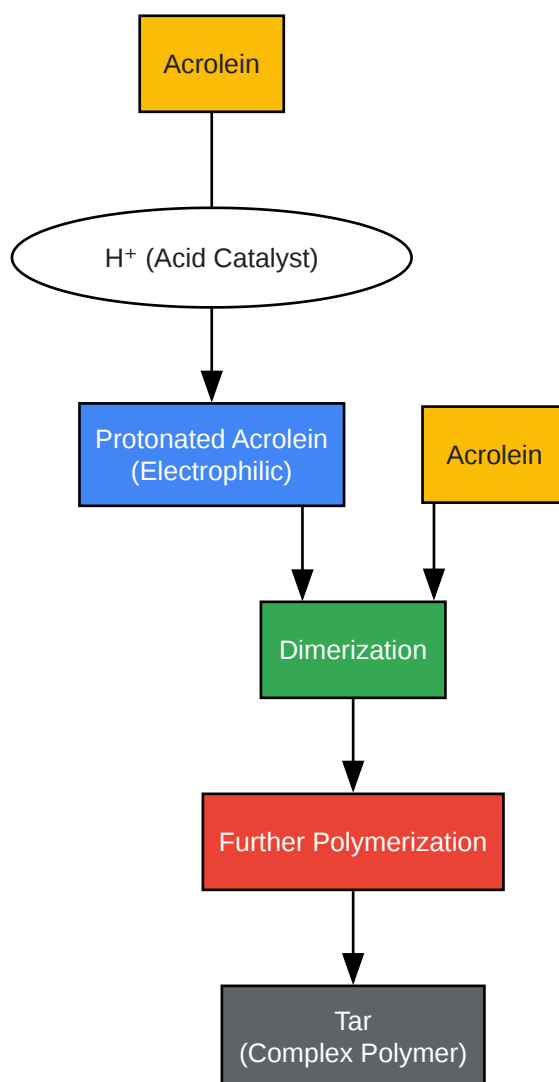 Acrolein
H⁺ (Acid Catalyst)
Protonated Acrolein
(Electrophilic)
Acrolein
Dimerization
Further Polymerization
Tar
(Complex Polymer)